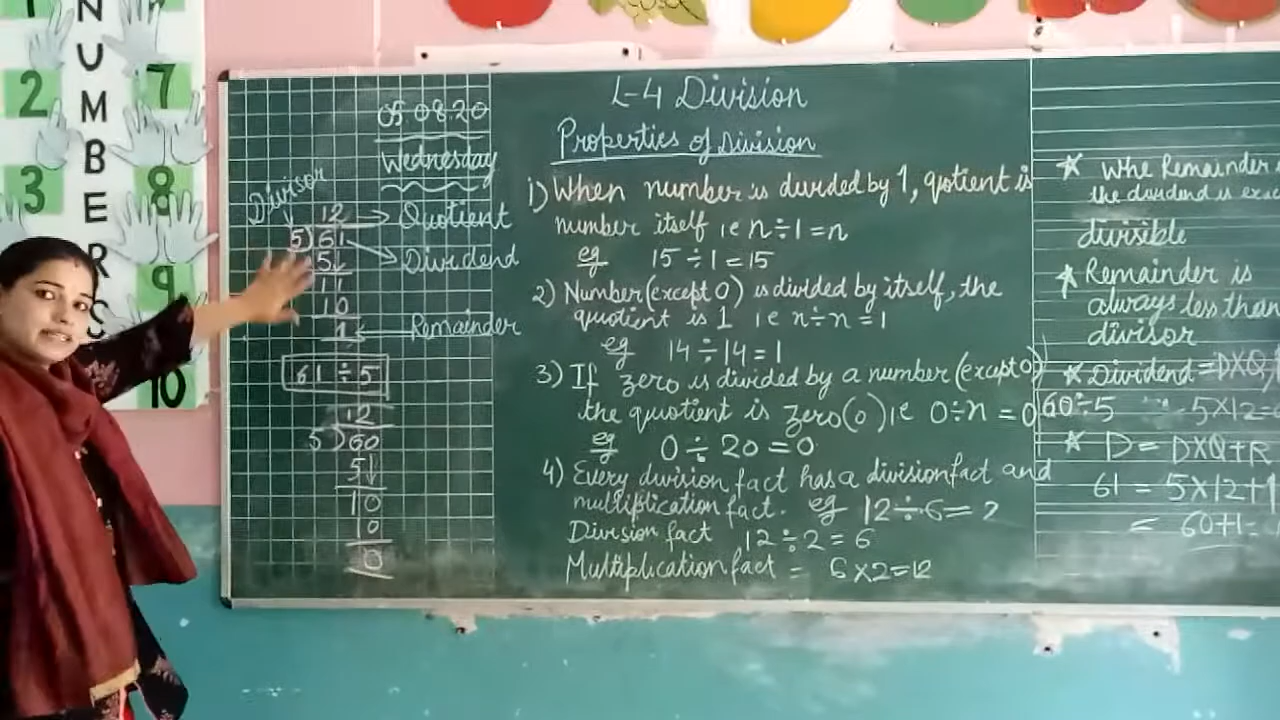 NUMBERS
2
7
3
8
9
10
05.08.20
Wednesday
Divisor
12 → Quotient
5)61 → Dividend
5↓
11
10
1 ← Remainder
61 ÷ 5
12
5)60
5↓
10
10
0
L-4 Division
Properties of Division
1) When number is divided by 1, qotient is
number itself ie n÷1=n
eg 15÷1=15
2) Number (except 0) is divided by itself, the
quotient is 1 ie n÷n=1
eg 14÷14=1
3) If zero is divided by a number (except 0)
the quotient is zero(0) ie 0÷n=0
eg 0÷20=0
4) Every division fact has a division fact and
multiplication fact. eg 12÷6=2
Division fact 12÷2=6
Multiplication fact = 6×2=12
★ Whe Remainder
the dividend is
divisible
★ Remainder is
always less than
divisor
★ Dividend = D×Q
60÷5 5×12=
★ D = D×Q+R
61 = 5×12+1
= 60+1=